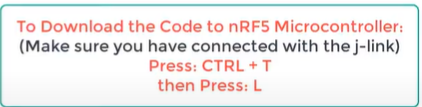 To Download the Code to nRF5 Microcontroller:
(Make sure you have connected with the j-link)
Press: CTRL + T
then Press: L